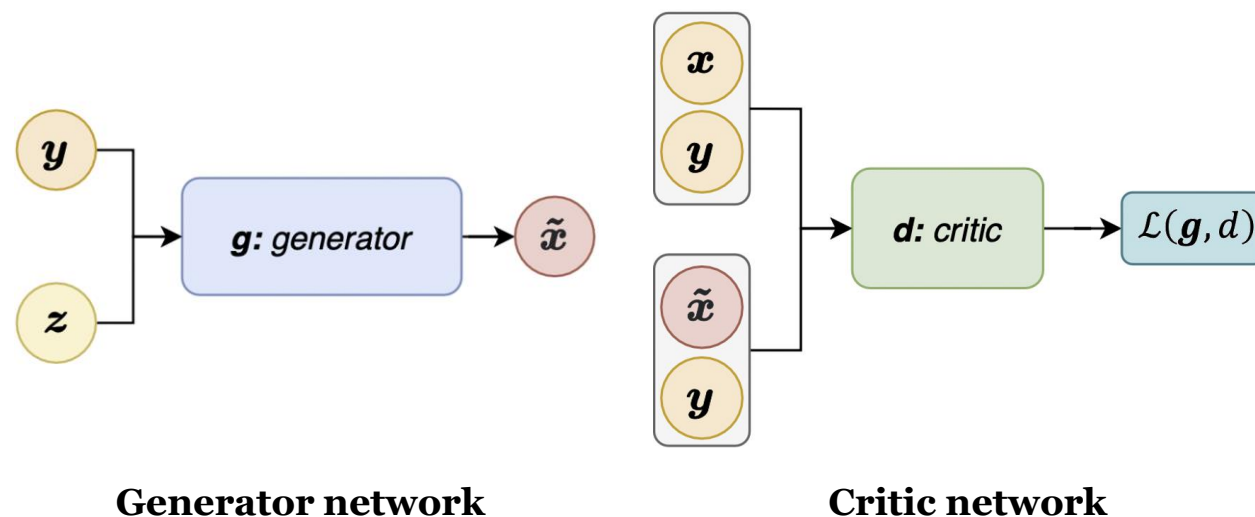 y
z
g: generator
x̃
Generator network
x
y
x̃
y
d: critic
ℒ(g, d)
Critic network